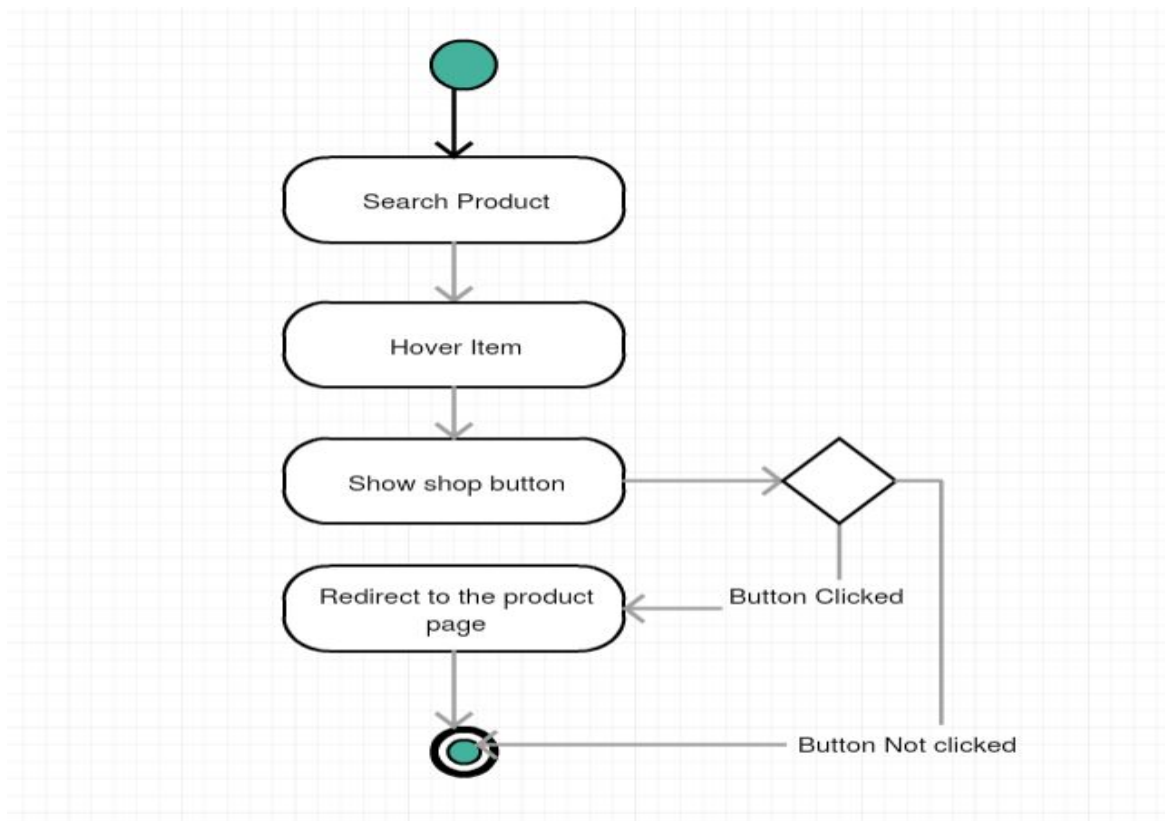 Search Product
Hover Item
Show shop button
Redirect to the product
page
Button Clicked
Button Not clicked